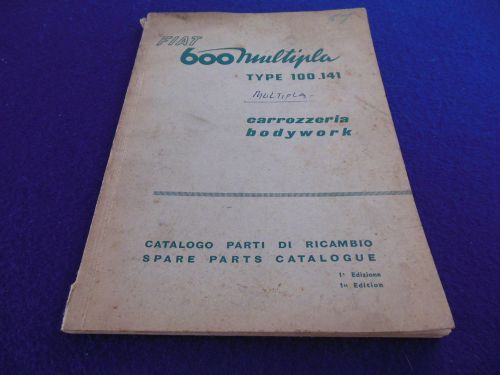 FIAT
600 multipla
TYPE 100.141
MULTIPLA
carrozzeria
bodywork
CATALOGO PARTI DI RICAMBIO
SPARE PARTS CATALOGUE
1ª Edizione
1st Edition